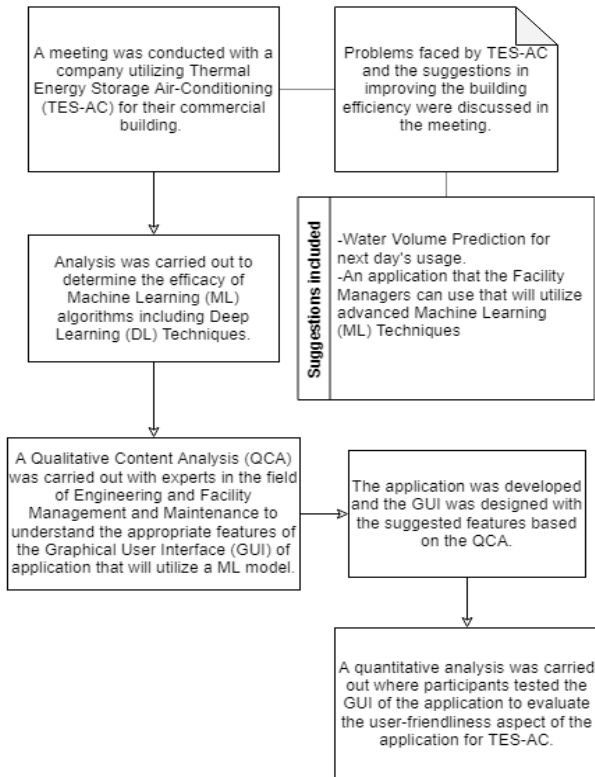 A meeting was conducted with a
company utilizing Thermal
Energy Storage Air-Conditioning
(TES-AC) for their commercial
building.
Problems faced by TES-AC
and the suggestions in
improving the building
efficiency were discussed in
the meeting.
Suggestions included
-Water Volume Prediction for
next day's usage.
-An application that the Facility
Managers can use that will utilize
advanced Machine Learning
(ML) Techniques
Analysis was carried out to
determine the efficacy of
Machine Learning (ML)
algorithms including Deep
Learning (DL) Techniques.
A Qualitative Content Analysis (QCA)
was carried out with experts in the field
of Engineering and Facility
Management and Maintenance to
understand the appropriate features of
the Graphical User Interface (GUI) of
application that will utilize a ML model.
The application was developed
and the GUI was designed with
the suggested features based
on the QCA.
A quantitative analysis was carried
out where participants tested the
GUI of the application to evaluate
the user-friendliness aspect of the
application for TES-AC.